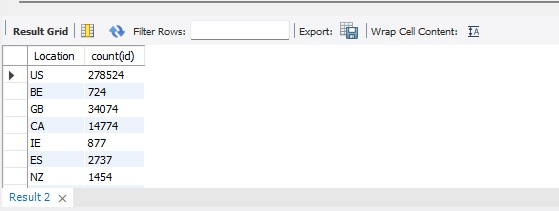 Result Grid Filter Rows: Export: Wrap Cell Content: IA
Location count(id)
US 278524
BE 724
GB 34074
CA 14774
IE 877
ES 2737
NZ 1454
Result 2 ×